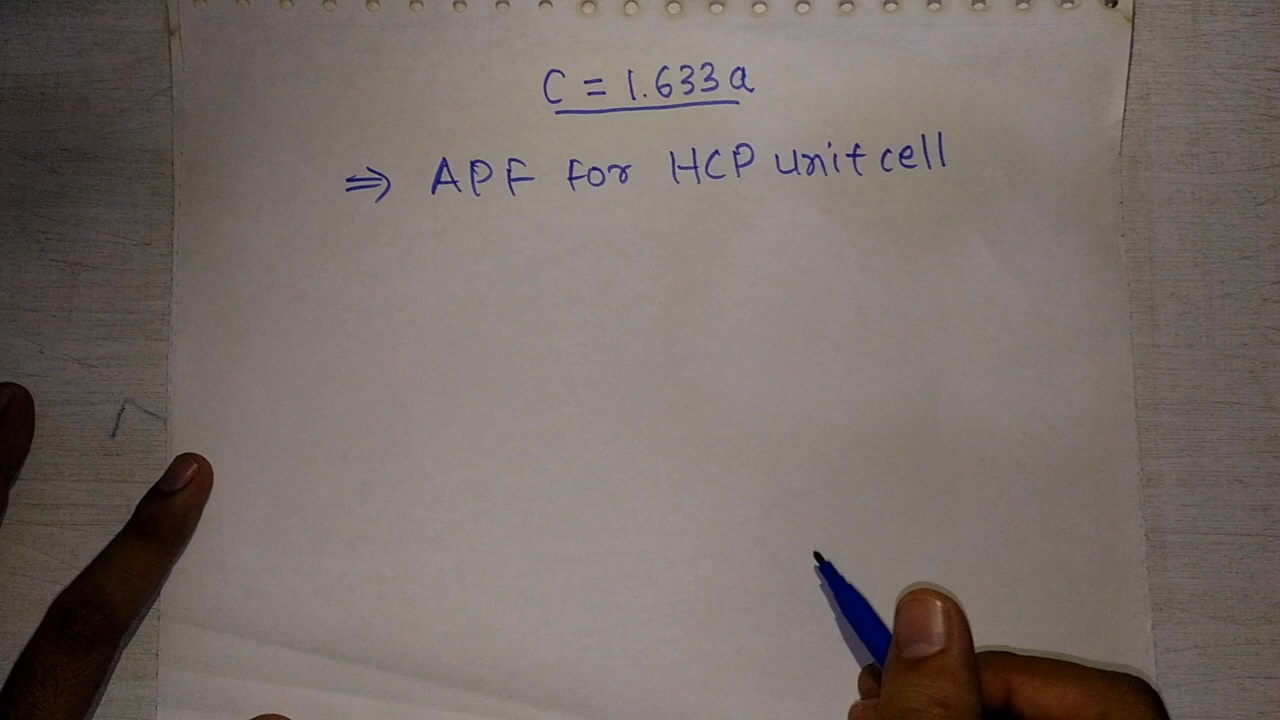 C = 1.633a
⇒ APF for HCP unit cell